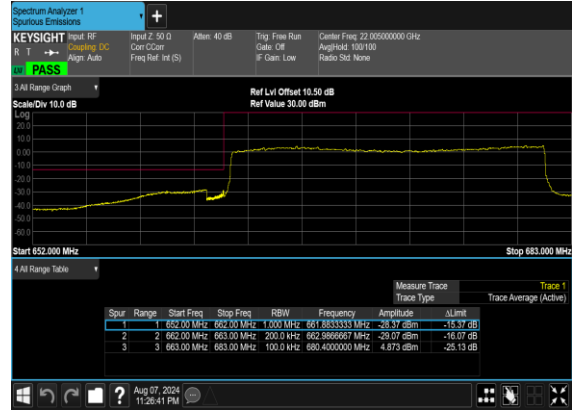 Spectrum Analyzer 1
Spurious Emissions
KEYSIGHT Input: RF Input Z: 50 Ω Atten: 40 dB Trig: Free Run Center Freq: 22.005000000 GHz
R T Coupling: DC Corr CCorr Gate: Off Avg|Hold: 100/100
Align: Auto Freq Ref: Int (S) IF Gain: Low Radio Std: None
PASS
3 All Range Graph
Ref Lvl Offset 10.50 dB
Scale/Div 10.0 dB Ref Value 30.00 dBm
Log
20.0
10.0
0.00
-10.0
-20.0
-30.0
-40.0
-50.0
-60.0
Start 652.000 MHz Stop 683.000 MHz
4 All Range Table
Measure Trace Trace 1
Trace Type Trace Average (Active)
Spur Range Start Freq Stop Freq RBW Frequency Amplitude ΔLimit
1 1 652.00 MHz 662.00 MHz 1.000 MHz 661.8833333 MHz -28.37 dBm -15.37 dB
2 2 662.00 MHz 663.00 MHz 200.0 kHz 662.9866667 MHz -29.07 dBm -16.07 dB
3 3 663.00 MHz 683.00 MHz 100.0 kHz 680.4000000 MHz 4.873 dBm -25.13 dB
? Aug 07, 2024
11:26:41 PM